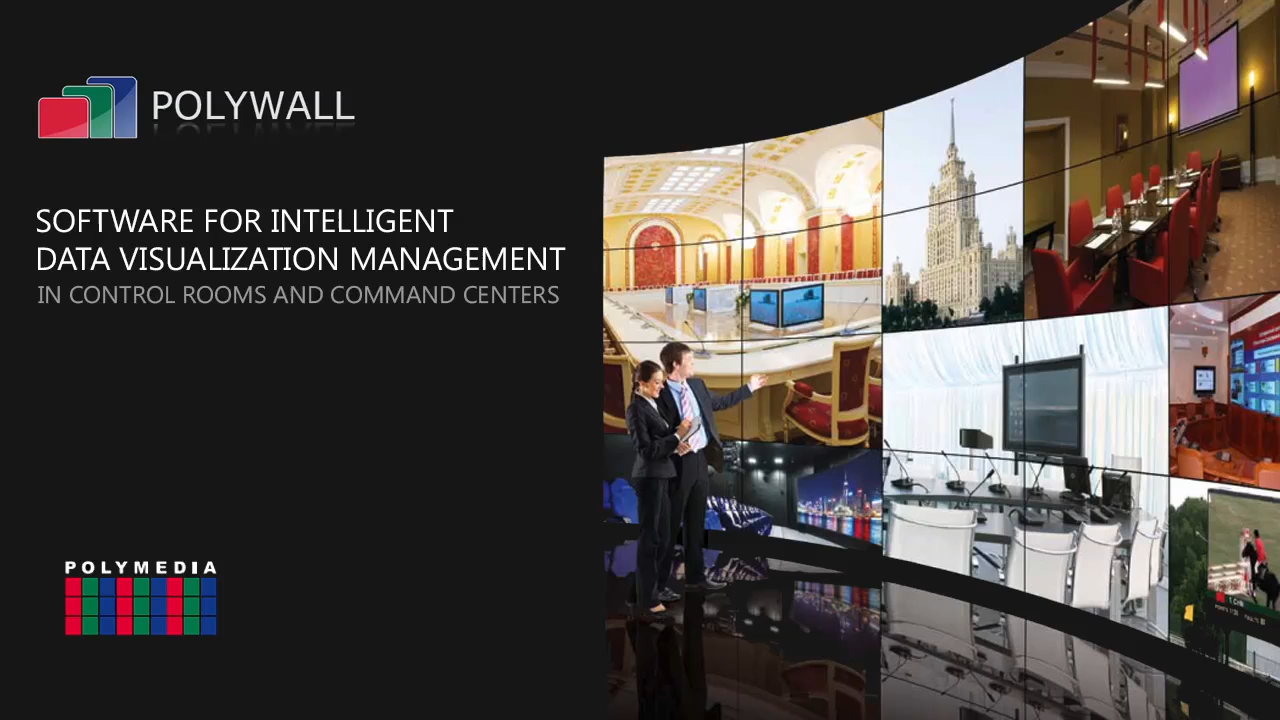 POLYWALL
SOFTWARE FOR INTELLIGENT
DATA VISUALIZATION MANAGEMENT
IN CONTROL ROOMS AND COMMAND CENTERS
POLYMEDIA